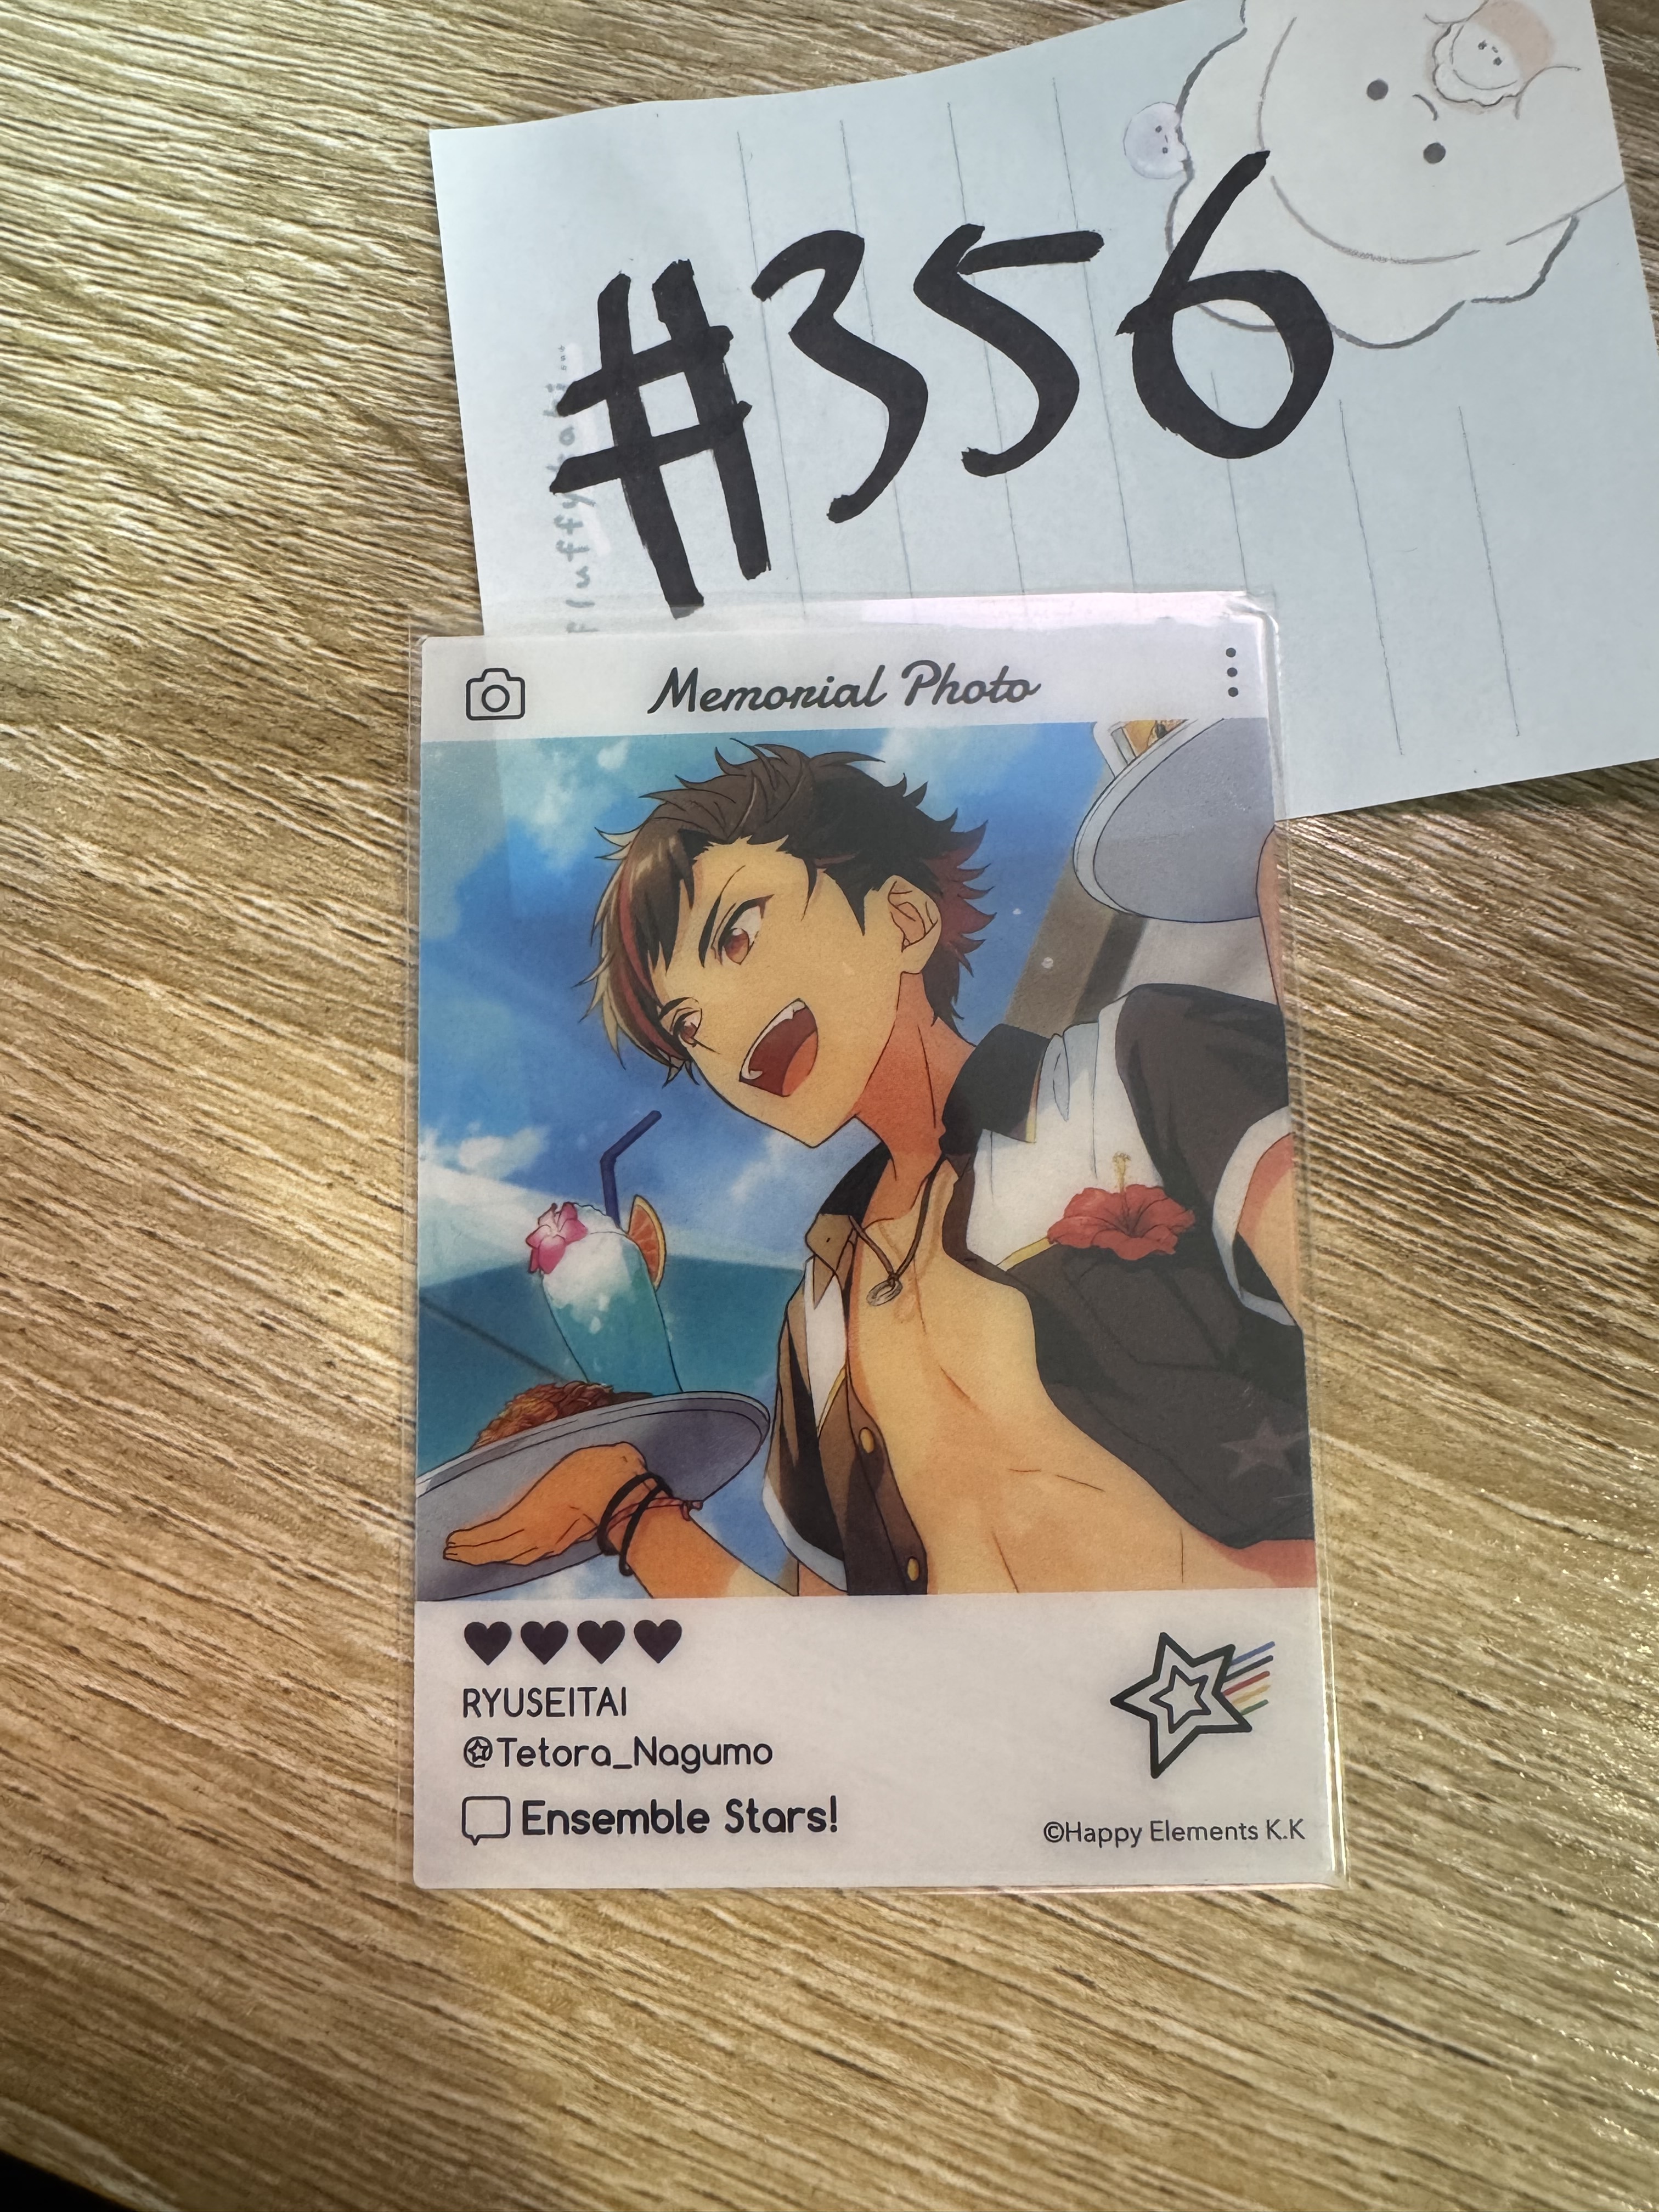 #356
Memorial Photo
RYUSEITAI
@Tetora_Nagumo
Ensemble Stars!
©Happy Elements K.K